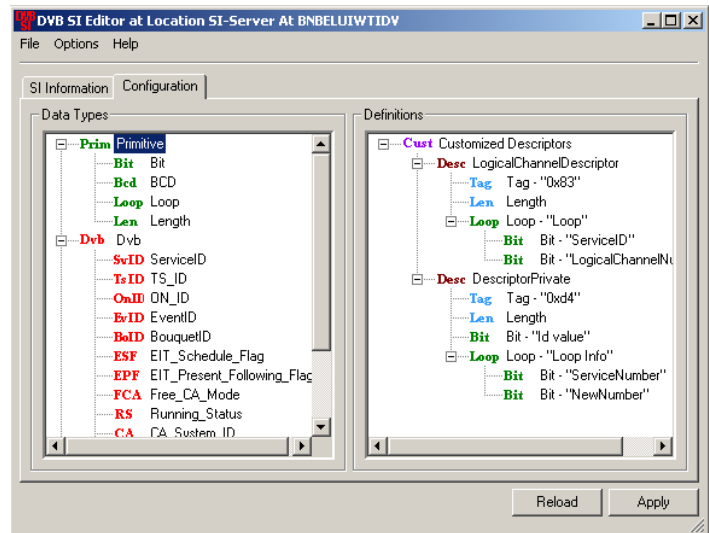 DVB SI DVB SI Editor at Location SI-Server At BNBELUIWTIDV
File Options Help
SI Information Configuration
Data Types
Prim Primitive
Bit Bit
Bcd BCD
Loop Loop
Len Length
Dvb Dvb
SvID ServiceID
TsID TS_ID
OnID ON_ID
EvID EventID
BoID BouquetID
ESF EIT_Schedule_Flag
EPF EIT_Present_Following_Flag
FCA Free_CA_Mode
RS Running_Status
CA CA_System_ID
Definitions
Cust Customized Descriptors
Desc LogicalChannelDescriptor
Tag Tag - "0x83"
Len Length
Loop Loop - "Loop"
Bit Bit - "ServiceID"
Bit Bit - "LogicalChannelNu
Desc DescriptorPrivate
Tag Tag - "0xd4"
Len Length
Bit Bit - "Id value"
Loop Loop - "Loop Info"
Bit Bit - "ServiceNumber"
Bit Bit - "NewNumber"
Reload Apply